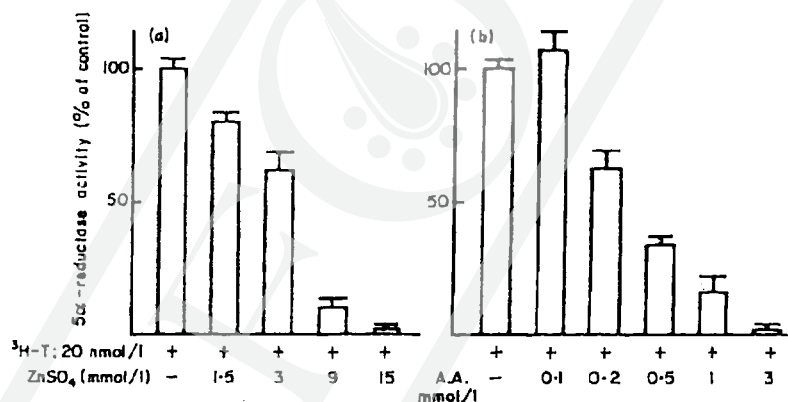 (a)
5α-reductase activity (% of control)
100
50
³H-T: 20 nmol/l + + + + +
ZnSO₄ (mmol/l) – 1·5 3 9 15
(b)
100
50
+ + + + + +
A.A. mmol/l – 0·1 0·2 0·5 1 3